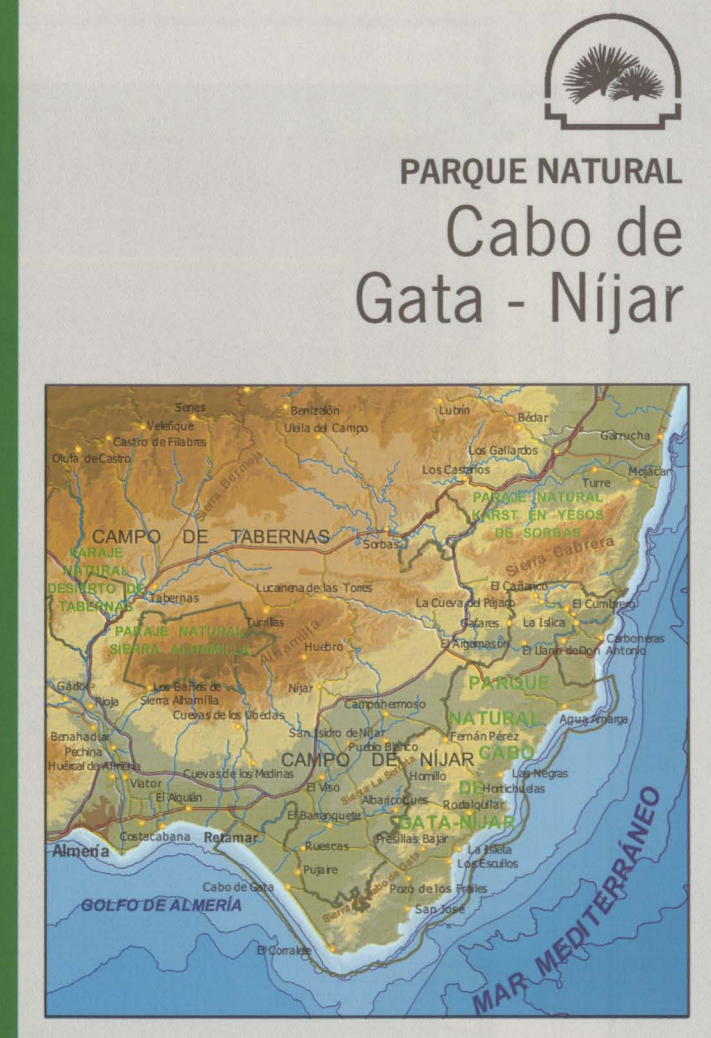 PARQUE NATURAL
Cabo de
Gata - Níjar
Senes
Benizalón
Lubrín
Bédar
Velefique
Uleila del Campo
Castro de Filabres
Garrucha
Olula de Castro
Los Gallardos
Sierra Bermeja
Los Castaños
Mojácar
Turre
PARAJE NATURAL
KARST EN YESOS
DE SORBAS
CAMPO DE TABERNAS
Sorbas
Sierra Cabrera
PARAJE
NATURAL
DESIERTO DE
TABERNAS
Tabernas
Lucainena de las Torres
El Cañarico
La Cueva del Pájaro
El Cumbrero
Turrillas
Gafares
La Islica
PARAJE NATURAL
SIERRA ALHAMILLA
Alhamilla
Huebro
El Argamasón
Carboneras
El Llano de Don Antonio
Gádor
Los Baños de
Sierra Alhamilla
Níjar
PARQUE
NATURAL
CABO
DE
GATA-NÍJAR
Rioja
Campohermoso
Cuevas de los Úbedas
Agua Amarga
San Isidro de Níjar
Fernán Pérez
Benahadux
Pueblo Blanco
Pechina
CAMPO DE NÍJAR
Huércal de Almería
Cuevas de los Medinas
Hornillo
Las Negras
Viator
El Viso
Sierra La Serrata
Hortichuelas
El Alquián
Albaricoques
Rodalquilar
El Barranquete
Costacabana
Retamar
Presillas Bajas
Almería
Ruescas
La Isleta
Los Escullos
Pujaire
Cabo de Gata
Sierra de Cabo de Gata
Pozo de los Frailes
GOLFO DE ALMERÍA
San José
El Corralete
MAR MEDITERRÁNEO